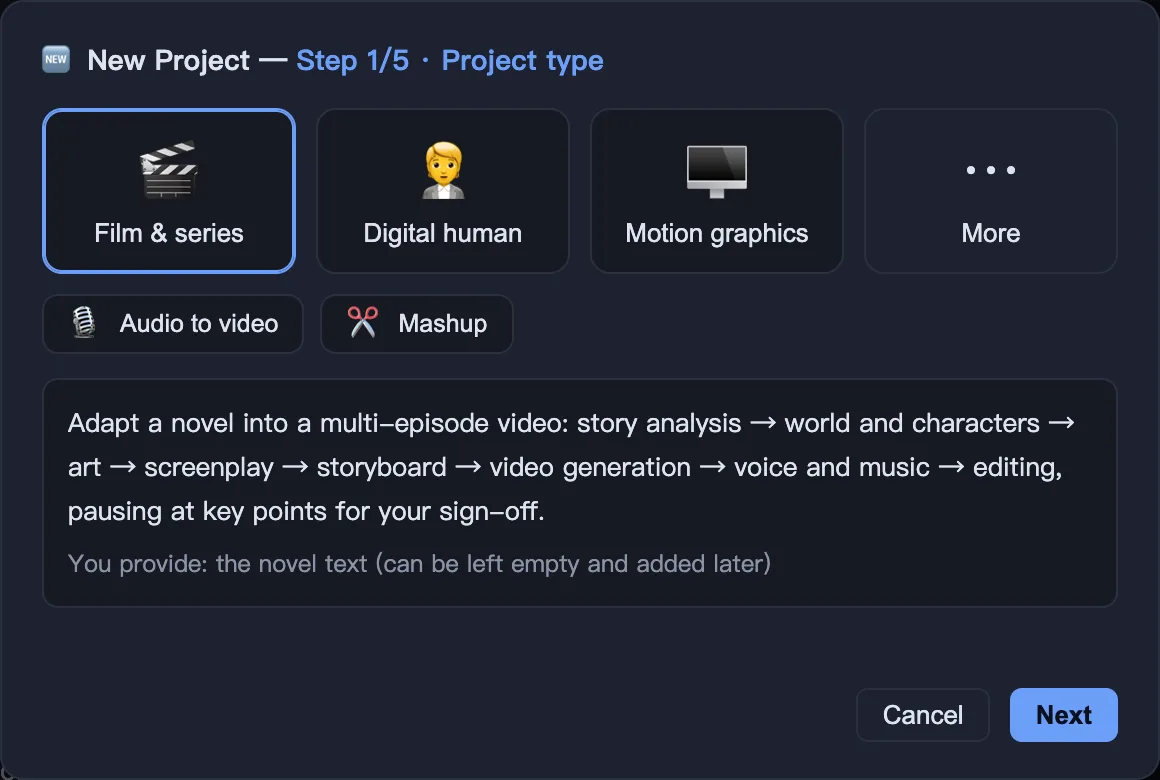 NEW New Project — Step 1/5 · Project type
Film & series
Digital human
Motion graphics
More
Audio to video
Mashup
Adapt a novel into a multi-episode video: story analysis → world and characters →
art → screenplay → storyboard → video generation → voice and music → editing,
pausing at key points for your sign-off.
You provide: the novel text (can be left empty and added later)
Cancel
Next